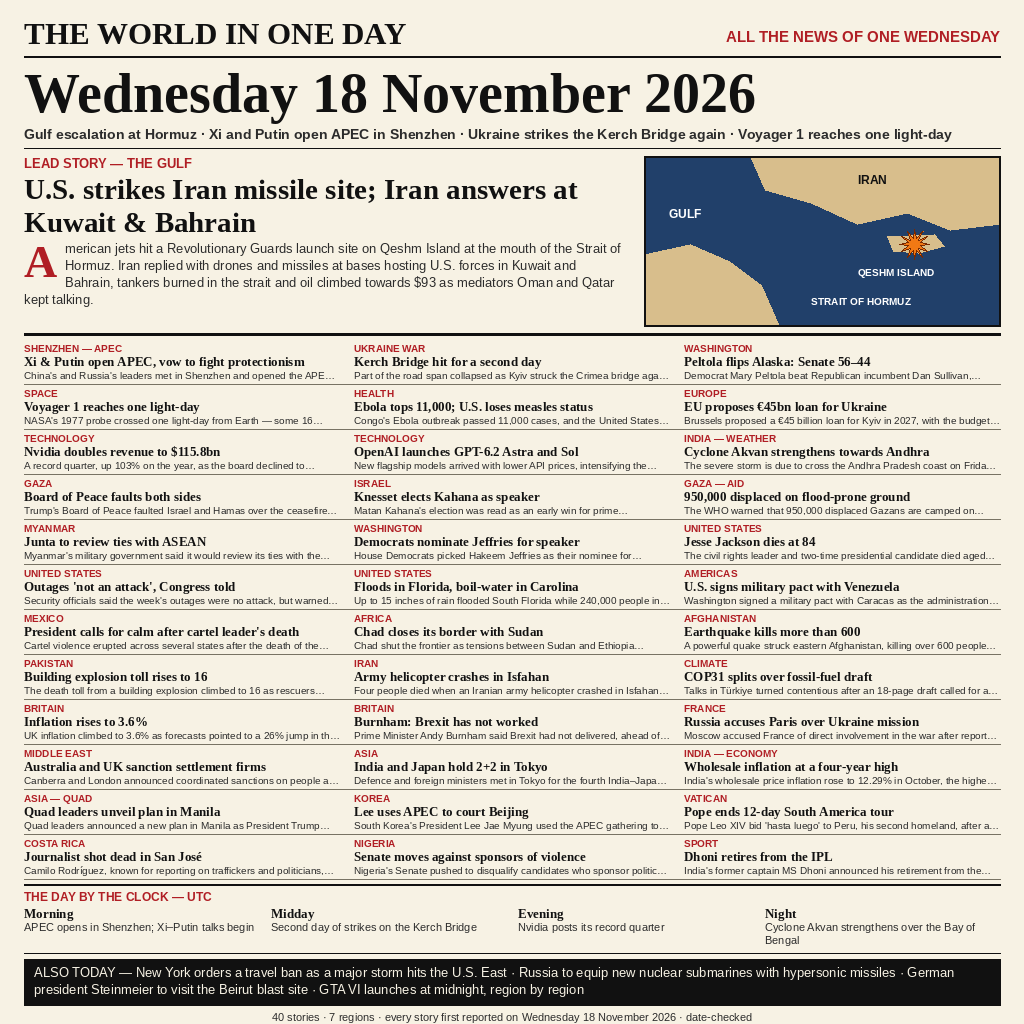 THE WORLD IN ONE DAY
ALL THE NEWS OF ONE WEDNESDAY
Wednesday 18 November 2026
Gulf escalation at Hormuz · Xi and Putin open APEC in Shenzhen · Ukraine strikes the Kerch Bridge again · Voyager 1 reaches one light-day
LEAD STORY — THE GULF
U.S. strikes Iran missile site; Iran answers at
Kuwait & Bahrain
American jets hit a Revolutionary Guards launch site on Qeshm Island at the mouth of the Strait of
Hormuz. Iran replied with drones and missiles at bases hosting U.S. forces in Kuwait and
Bahrain, tankers burned in the strait and oil climbed towards $93 as mediators Oman and Qatar
kept talking.
IRAN
GULF
QESHM ISLAND
STRAIT OF HORMUZ
SHENZHEN — APEC
Xi & Putin open APEC, vow to fight protectionism
China's and Russia's leaders met in Shenzhen and opened the APE…
UKRAINE WAR
Kerch Bridge hit for a second day
Part of the road span collapsed as Kyiv struck the Crimea bridge aga…
WASHINGTON
Peltola flips Alaska: Senate 56–44
Democrat Mary Peltola beat Republican incumbent Dan Sullivan,…
SPACE
Voyager 1 reaches one light-day
NASA's 1977 probe crossed one light-day from Earth — some 16…
HEALTH
Ebola tops 11,000; U.S. loses measles status
Congo's Ebola outbreak passed 11,000 cases, and the United States…
EUROPE
EU proposes €45bn loan for Ukraine
Brussels proposed a €45 billion loan for Kyiv in 2027, with the budget…
TECHNOLOGY
Nvidia doubles revenue to $115.8bn
A record quarter, up 103% on the year, as the board declined to…
TECHNOLOGY
OpenAI launches GPT-6.2 Astra and Sol
New flagship models arrived with lower API prices, intensifying the…
INDIA — WEATHER
Cyclone Akvan strengthens towards Andhra
The severe storm is due to cross the Andhra Pradesh coast on Frida…
GAZA
Board of Peace faults both sides
Trump's Board of Peace faulted Israel and Hamas over the ceasefire…
ISRAEL
Knesset elects Kahana as speaker
Matan Kahana's election was read as an early win for prime…
GAZA — AID
950,000 displaced on flood-prone ground
The WHO warned that 950,000 displaced Gazans are camped on…
MYANMAR
Junta to review ties with ASEAN
Myanmar's military government said it would review its ties with the…
WASHINGTON
Democrats nominate Jeffries for speaker
House Democrats picked Hakeem Jeffries as their nominee for…
UNITED STATES
Jesse Jackson dies at 84
The civil rights leader and two-time presidential candidate died aged…
UNITED STATES
Outages 'not an attack', Congress told
Security officials said the week's outages were no attack, but warned…
UNITED STATES
Floods in Florida, boil-water in Carolina
Up to 15 inches of rain flooded South Florida while 240,000 people in…
AMERICAS
U.S. signs military pact with Venezuela
Washington signed a military pact with Caracas as the administration…
MEXICO
President calls for calm after cartel leader's death
Cartel violence erupted across several states after the death of the…
AFRICA
Chad closes its border with Sudan
Chad shut the frontier as tensions between Sudan and Ethiopia…
AFGHANISTAN
Earthquake kills more than 600
A powerful quake struck eastern Afghanistan, killing over 600 people…
PAKISTAN
Building explosion toll rises to 16
The death toll from a building explosion climbed to 16 as rescuers…
IRAN
Army helicopter crashes in Isfahan
Four people died when an Iranian army helicopter crashed in Isfahan…
CLIMATE
COP31 splits over fossil-fuel draft
Talks in Türkiye turned contentious after an 18-page draft called for a…
BRITAIN
Inflation rises to 3.6%
UK inflation climbed to 3.6% as forecasts pointed to a 26% jump in th…
BRITAIN
Burnham: Brexit has not worked
Prime Minister Andy Burnham said Brexit had not delivered, ahead of…
FRANCE
Russia accuses Paris over Ukraine mission
Moscow accused France of direct involvement in the war after report…
MIDDLE EAST
Australia and UK sanction settlement firms
Canberra and London announced coordinated sanctions on people a…
ASIA
India and Japan hold 2+2 in Tokyo
Defence and foreign ministers met in Tokyo for the fourth India–Japa…
INDIA — ECONOMY
Wholesale inflation at a four-year high
India's wholesale price inflation rose to 12.29% in October, the highe…
ASIA — QUAD
Quad leaders unveil plan in Manila
Quad leaders announced a new plan in Manila as President Trump…
KOREA
Lee uses APEC to court Beijing
South Korea's President Lee Jae Myung used the APEC gathering to…
VATICAN
Pope ends 12-day South America tour
Pope Leo XIV bid 'hasta luego' to Peru, his second homeland, after a…
COSTA RICA
Journalist shot dead in San José
Camilo Rodríguez, known for reporting on traffickers and politicians,…
NIGERIA
Senate moves against sponsors of violence
Nigeria's Senate pushed to disqualify candidates who sponsor politic…
SPORT
Dhoni retires from the IPL
India's former captain MS Dhoni announced his retirement from the…
THE DAY BY THE CLOCK — UTC
Morning
APEC opens in Shenzhen; Xi–Putin talks begin
Midday
Second day of strikes on the Kerch Bridge
Evening
Nvidia posts its record quarter
Night
Cyclone Akvan strengthens over the Bay of
Bengal
ALSO TODAY — New York orders a travel ban as a major storm hits the U.S. East · Russia to equip new nuclear submarines with hypersonic missiles · German
president Steinmeier to visit the Beirut blast site · GTA VI launches at midnight, region by region
40 stories · 7 regions · every story first reported on Wednesday 18 November 2026 · date-checked